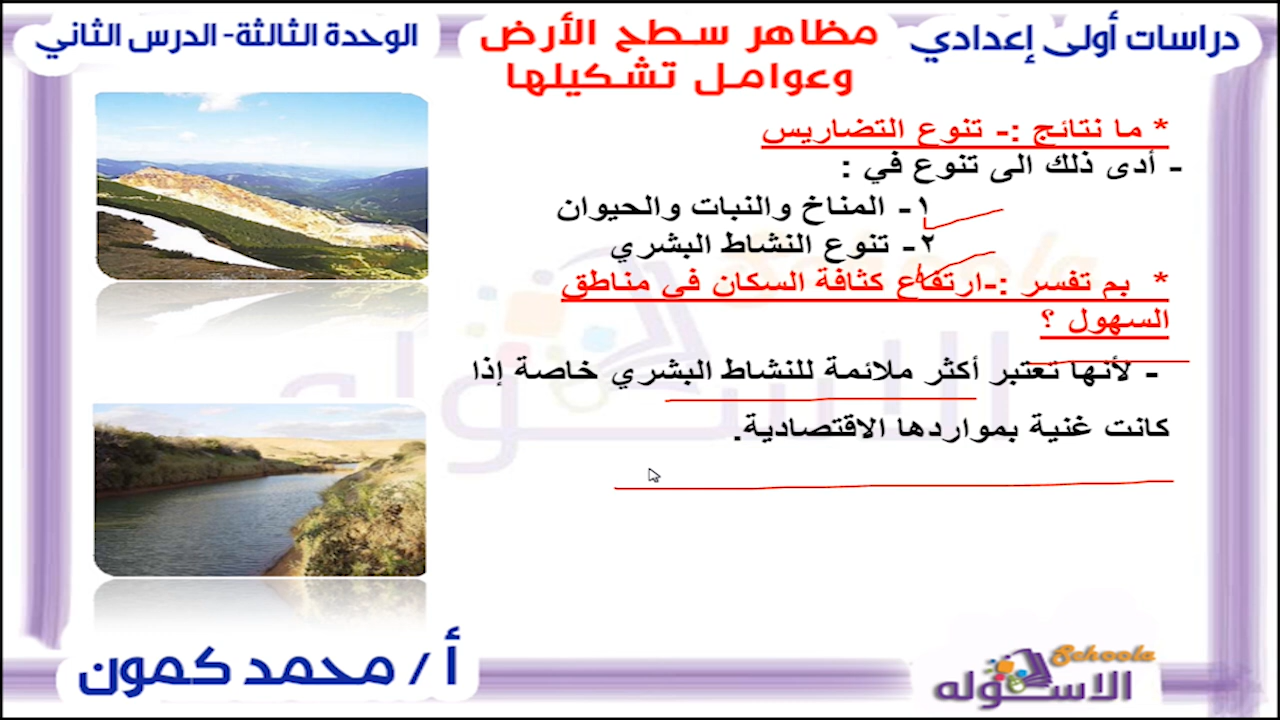 دراسات أولى إعدادي
مظاهر سطح الأرض
وعوامل تشكيلها
الوحدة الثالثة- الدرس الثاني
* ما نتائج :- تنوع التضاريس
- أدى ذلك الى تنوع في :
١- المناخ والنبات والحيوان
٢- تنوع النشاط البشري
* بم تفسر :-ارتفاع كثافة السكان في مناطق
السهول ؟
- لأنها تعتبر أكثر ملائمة للنشاط البشري خاصة إذا
كانت غنية بمواردها الاقتصادية.
أ / محمد كمون
Schoola
الاسكوله